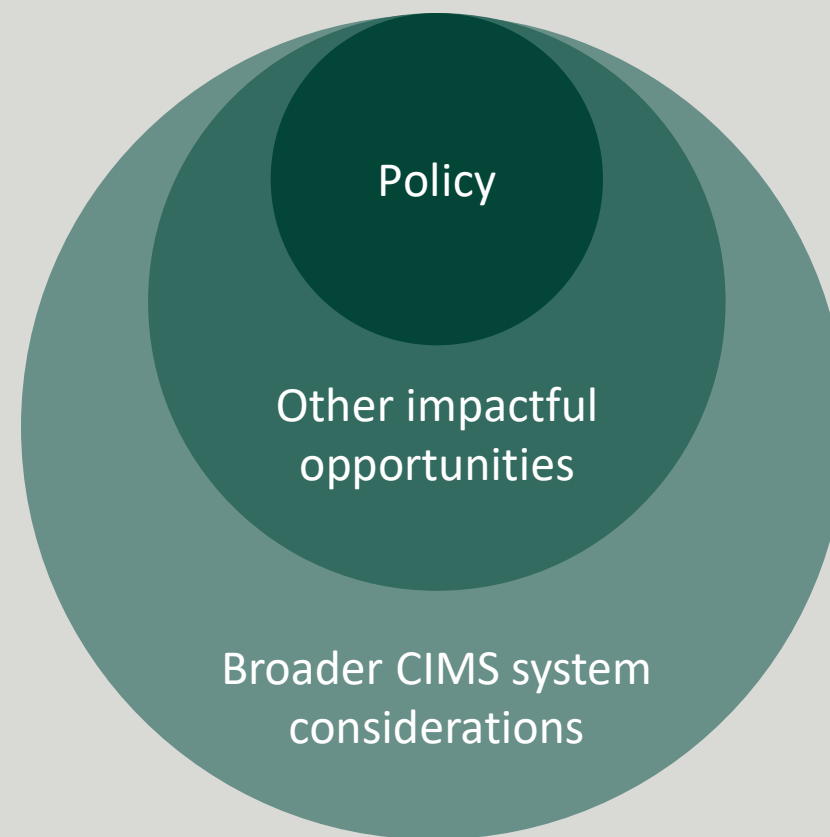 Policy
Other impactful
opportunities
Broader CIMS system
considerations